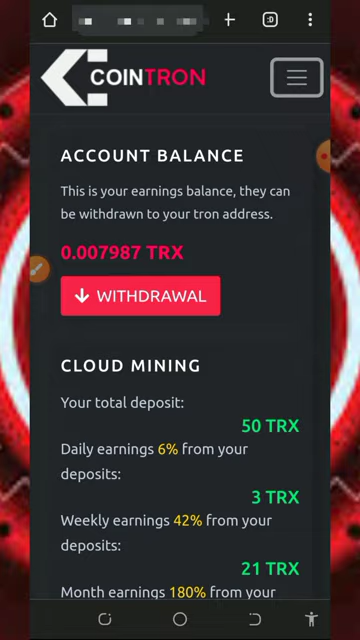 :D
COINTRON
ACCOUNT BALANCE
This is your earnings balance, they can
be withdrawn to your tron address.
0.007987 TRX
WITHDRAWAL
CLOUD MINING
Your total deposit:
50 TRX
Daily earnings 6% from your
deposits:
3 TRX
Weekly earnings 42% from your
deposits:
21 TRX
Month earnings 180% from your